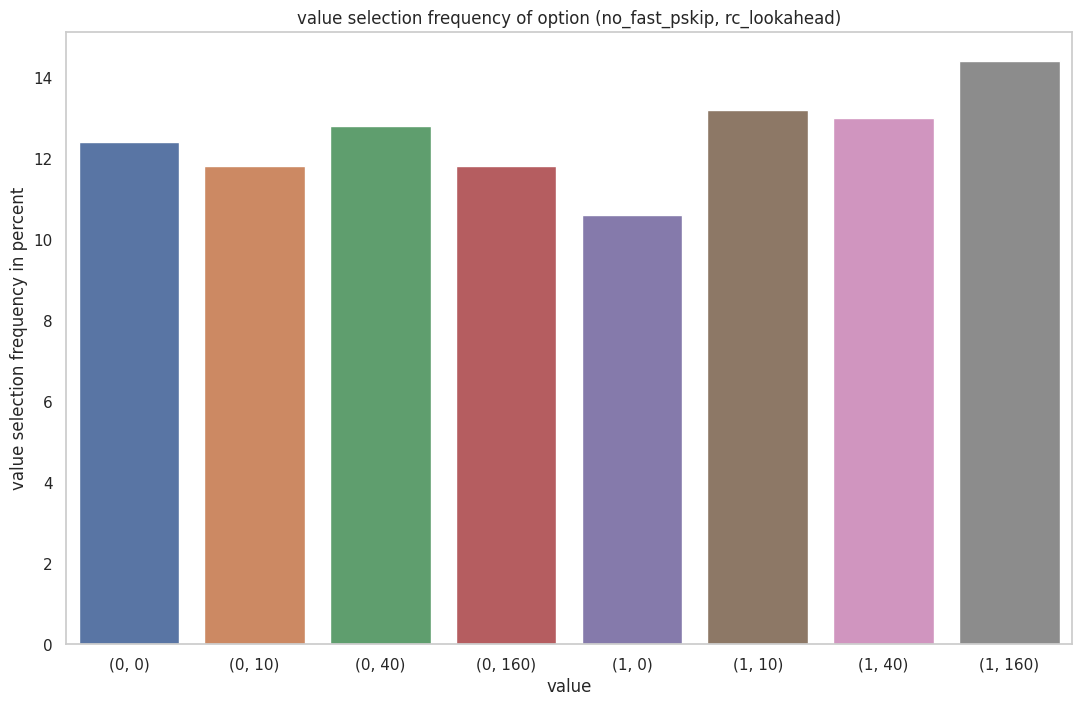 value selection frequency of option (no_fast_pskip, rc_lookahead)
value selection frequency in percent
14
12
10
8
6
4
2
0
(0, 0) (0, 10) (0, 40) (0, 160) (1, 0) (1, 10) (1, 40) (1, 160)
value